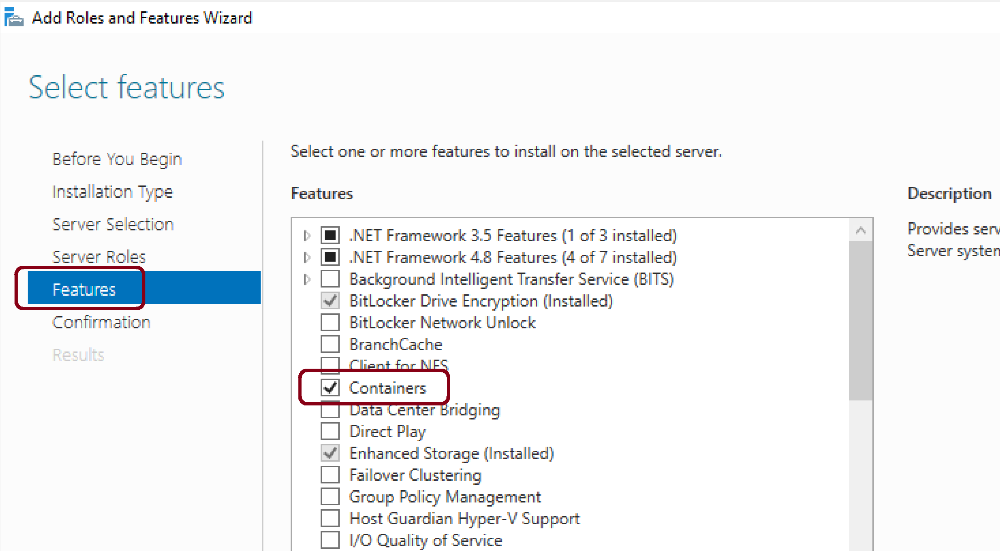 Add Roles and Features Wizard
Select features
Before You Begin
Installation Type
Server Selection
Server Roles
Features
Confirmation
Results
Select one or more features to install on the selected server.
Features
.NET Framework 3.5 Features (1 of 3 installed)
.NET Framework 4.8 Features (4 of 7 installed)
Background Intelligent Transfer Service (BITS)
BitLocker Drive Encryption (Installed)
BitLocker Network Unlock
BranchCache
Client for NFS
Containers
Data Center Bridging
Direct Play
Enhanced Storage (Installed)
Failover Clustering
Group Policy Management
Host Guardian Hyper-V Support
I/O Quality of Service
Description
Provides
Server